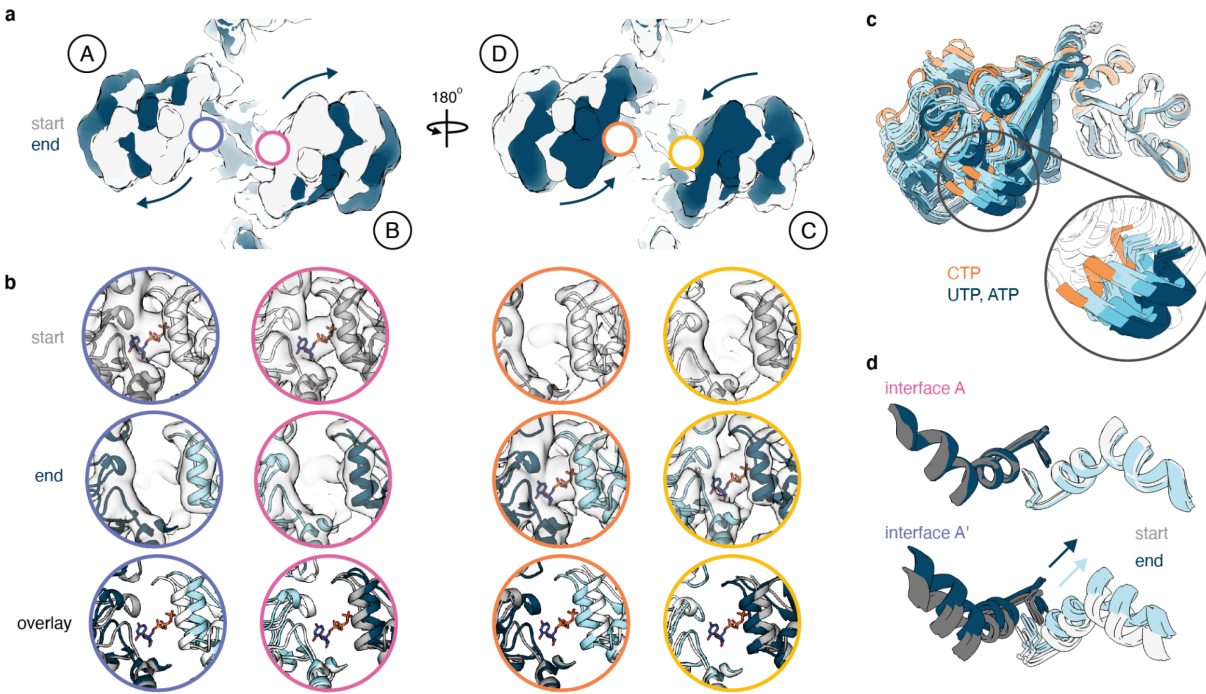 a
A
D
start
end
180°
B
C
b
start
end
overlay
c
CTP
UTP, ATP
d
interface A
interface A'
start
end